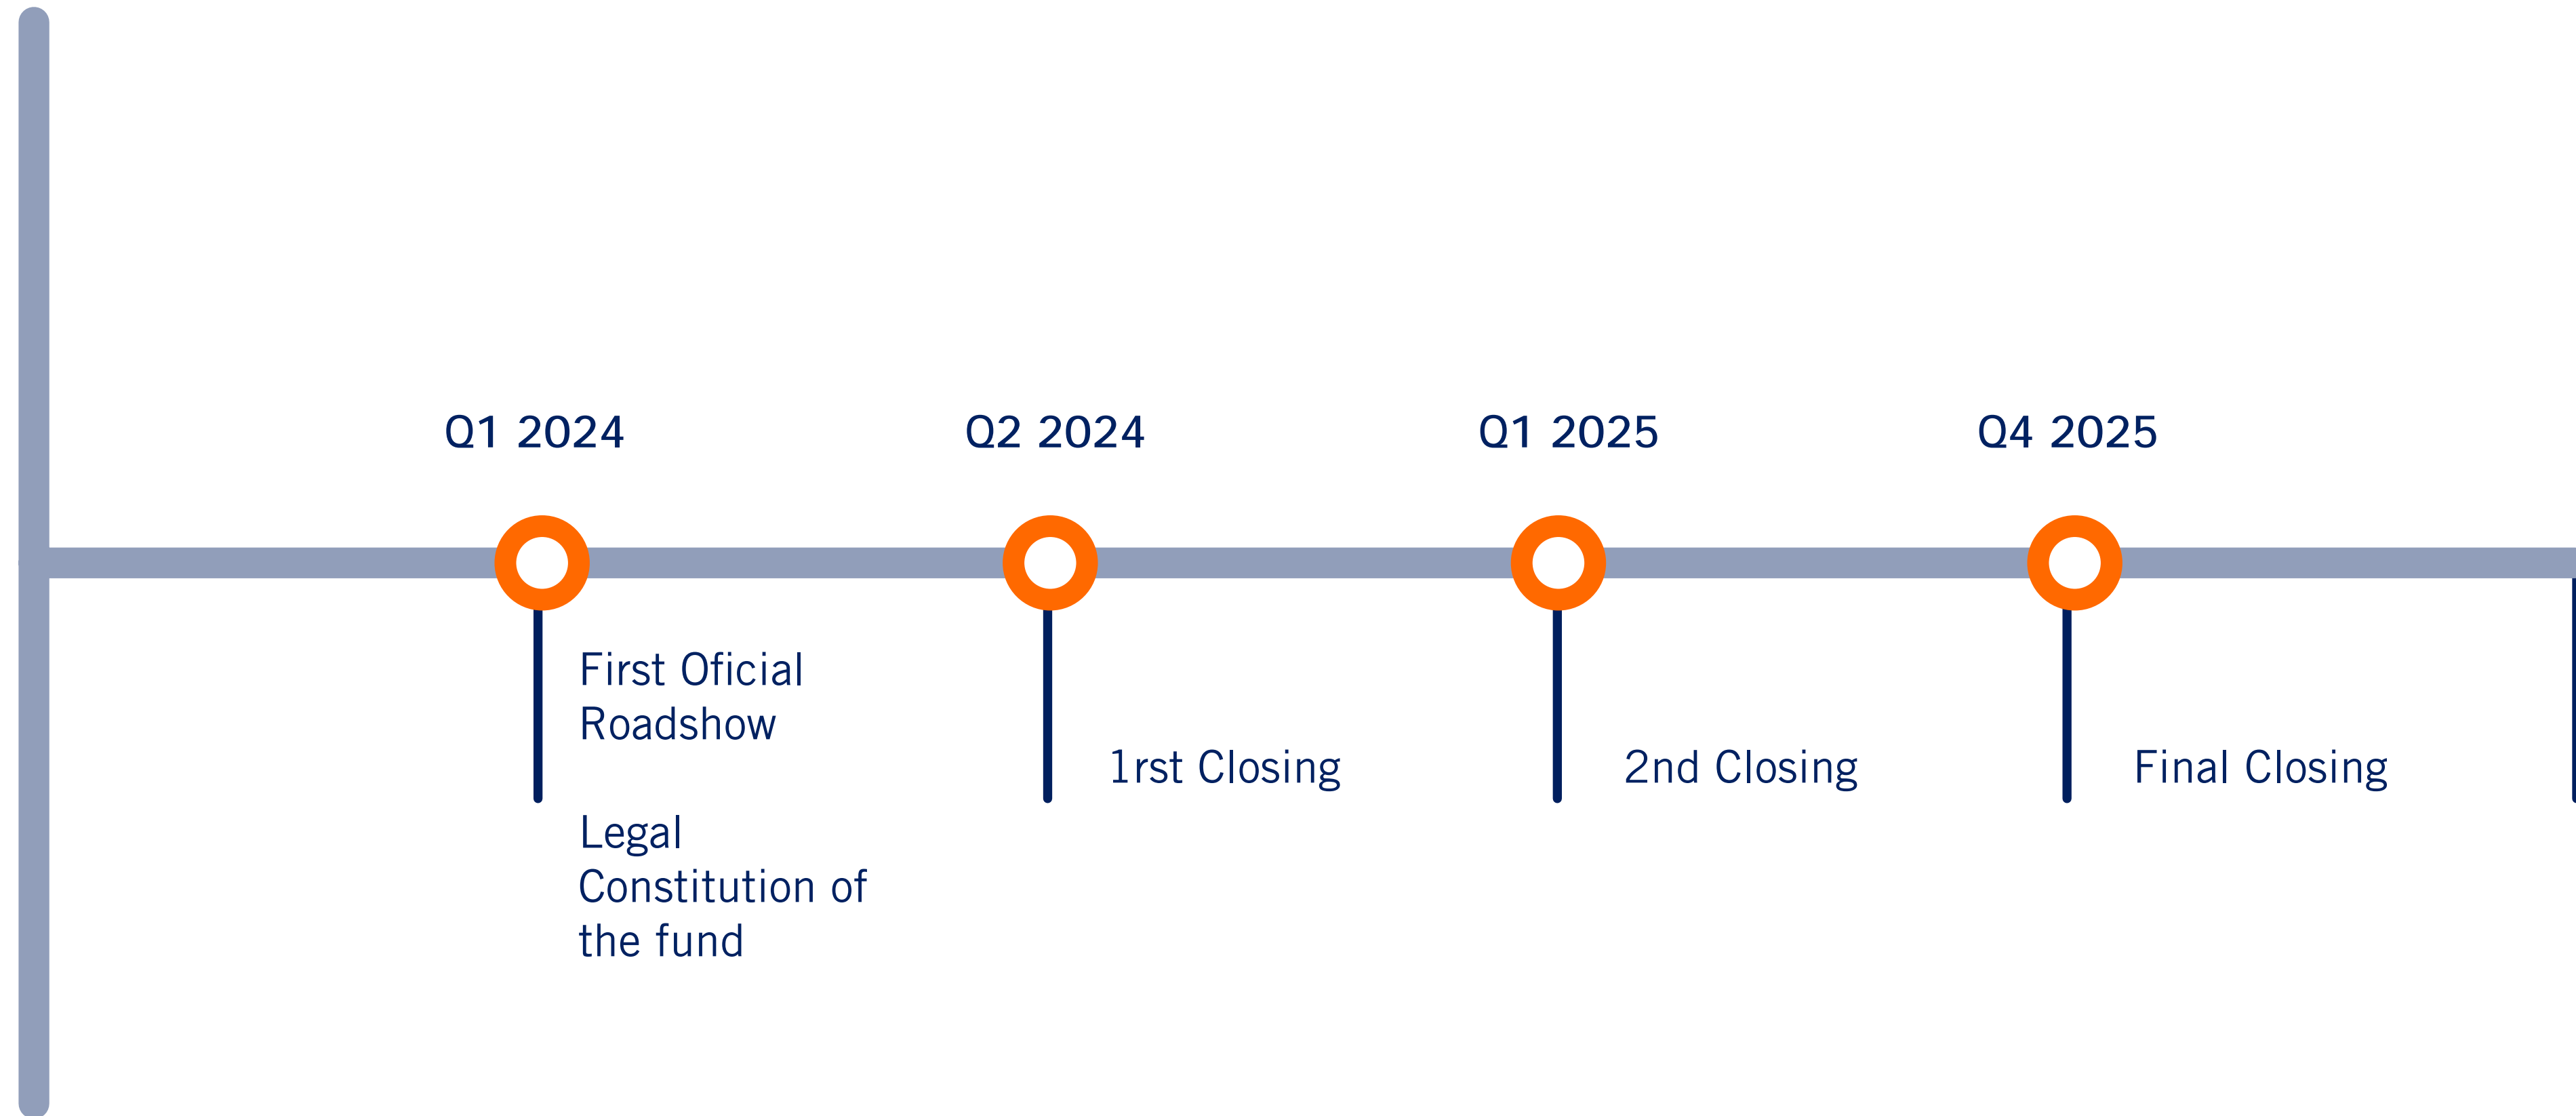 Q1 2024
First Oficial
Roadshow
Legal
Constitution of
the fund
Q2 2024
1rst Closing
Q1 2025
2nd Closing
Q4 2025
Final Closing